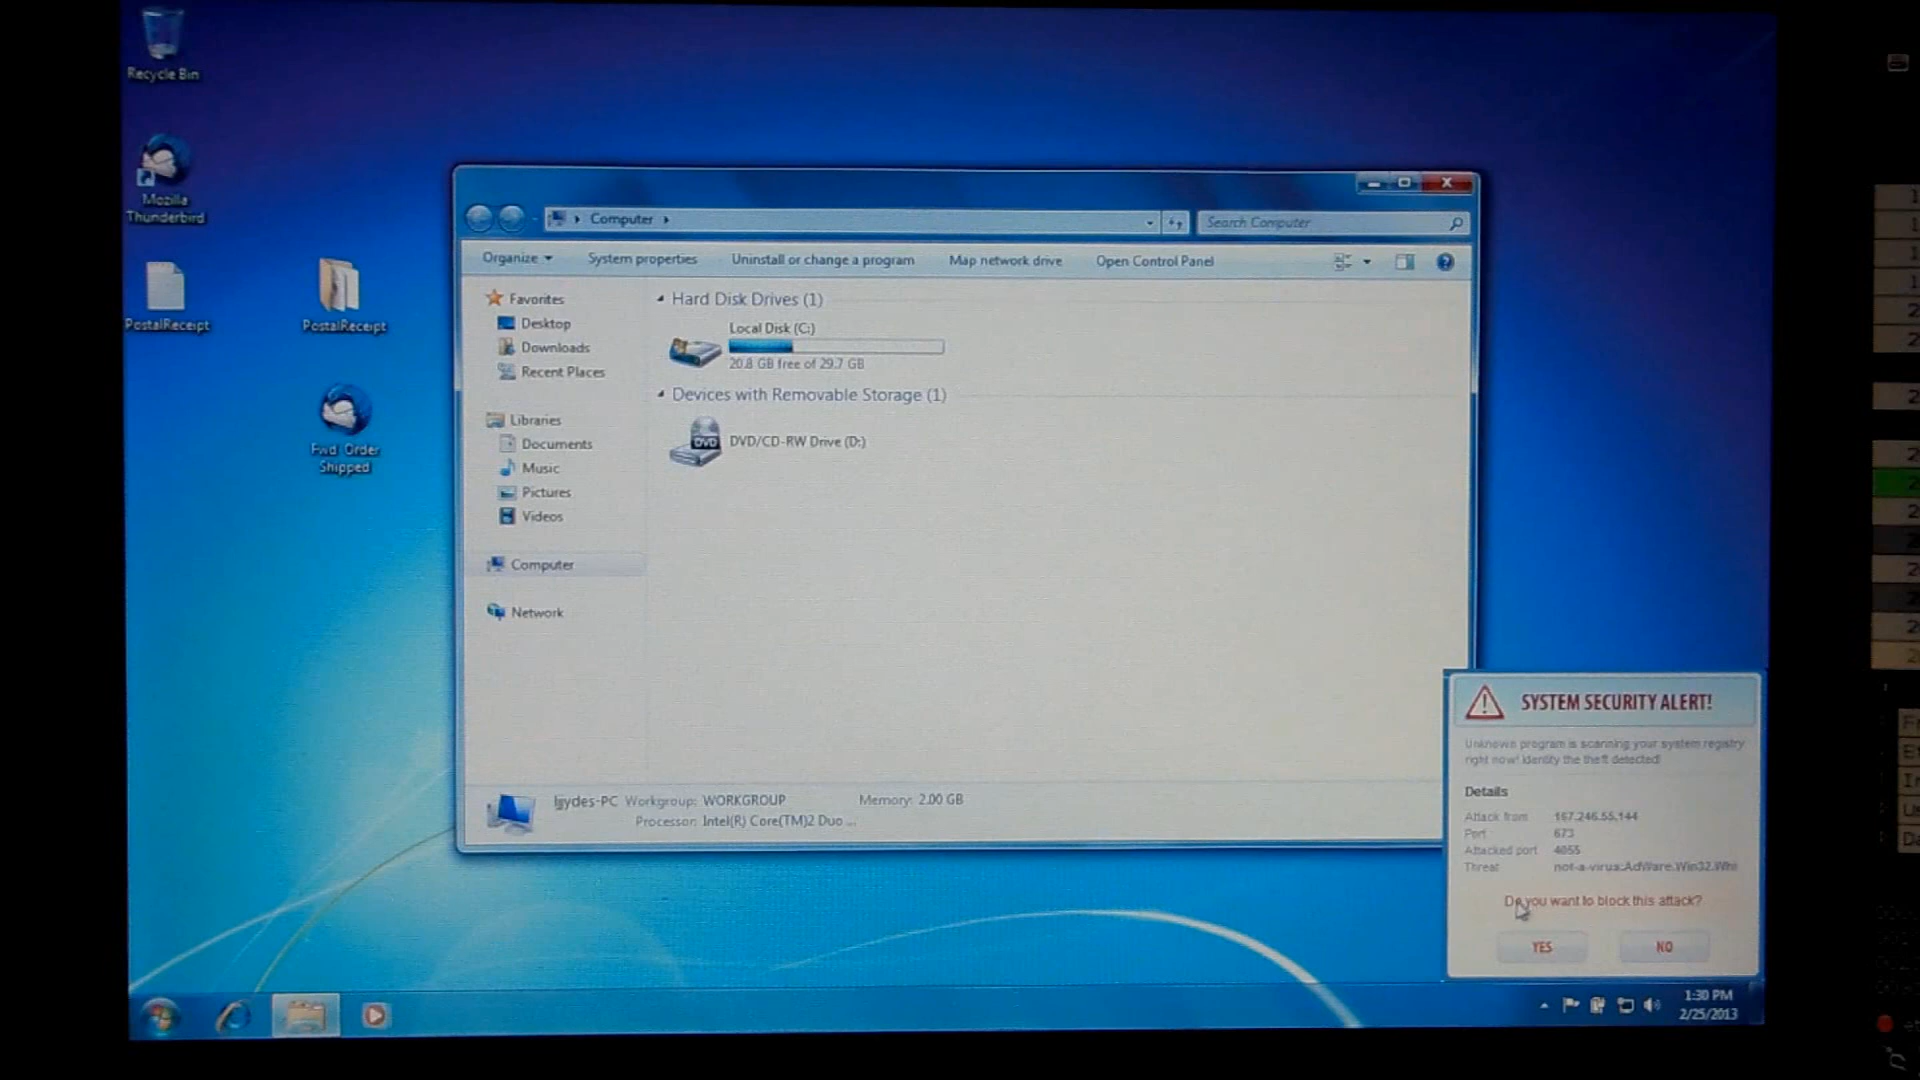 Recycle Bin
Mozilla
Thunderbird
PostalReceipt
PostalReceipt
Fwd Order
Shipped
Computer
Search Computer
Organize
System properties
Uninstall or change a program
Map network drive
Open Control Panel
Favorites
Desktop
Downloads
Recent Places
Libraries
Documents
Music
Pictures
Videos
Computer
Network
Hard Disk Drives (1)
Local Disk (C:)
20.8 GB free of 29.7 GB
Devices with Removable Storage (1)
DVD
DVD/CD-RW Drive (D:)
Workgroup: WORKGROUP
Memory: 2.00 GB
Processor: Intel(R) Core(TM)2 Duo ...
SYSTEM SECURITY ALERT!
Unknown program is scanning your system registry
right now! Identity the theft detected!
Details
Attack from 167.246.55.144
Port 673
Attacked port 4055
Threat not-a-virus:AdWare.Win32.Whi
Do you want to block this attack?
YES
NO
1:30 PM
2/25/2013